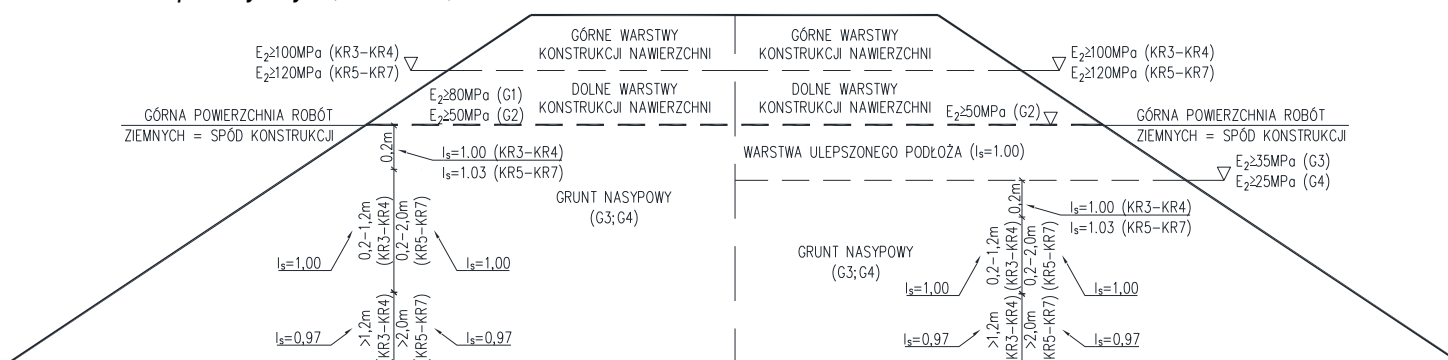 GÓRNE WARSTWY
KONSTRUKCJI NAWIERZCHNI
GÓRNE WARSTWY
KONSTRUKCJI NAWIERZCHNI
E₂≥100MPa (KR3-KR4)
E₂≥120MPa (KR5-KR7)
E₂≥100MPa (KR3-KR4)
E₂≥120MPa (KR5-KR7)
E₂≥80MPa (G1)
E₂≥50MPa (G2)
DOLNE WARSTWY
KONSTRUKCJI NAWIERZCHNI
DOLNE WARSTWY
KONSTRUKCJI NAWIERZCHNI
E₂≥50MPa (G2)
GÓRNA POWIERZCHNIA ROBÓT
ZIEMNYCH = SPÓD KONSTRUKCJI
GÓRNA POWIERZCHNIA ROBÓT
ZIEMNYCH = SPÓD KONSTRUKCJI
0.2m
Iₛ=1.00 (KR3-KR4)
Iₛ=1.03 (KR5-KR7)
WARSTWA ULEPSZONEGO PODŁOŻA (Iₛ=1.00)
E₂≥35MPa (G3)
E₂≥25MPa (G4)
GRUNT NASYPOWY
(G3;G4)
0.2m
Iₛ=1.00 (KR3-KR4)
Iₛ=1.03 (KR5-KR7)
0,2-1,2m
(KR3-KR4)
0,2-2,0m
(KR5-KR7)
Iₛ=1,00
Iₛ=1,00
GRUNT NASYPOWY
(G3;G4)
0,2-1,2m
(KR3-KR4)
0,2-2,0m
(KR5-KR7)
Iₛ=1,00
Iₛ=1,00
>1,2m
(KR3-KR4)
>2,0m
(KR5-KR7)
Iₛ=0,97
Iₛ=0,97
>1,2m
(KR3-KR4)
>2,0m
(KR5-KR7)
Iₛ=0,97
Iₛ=0,97